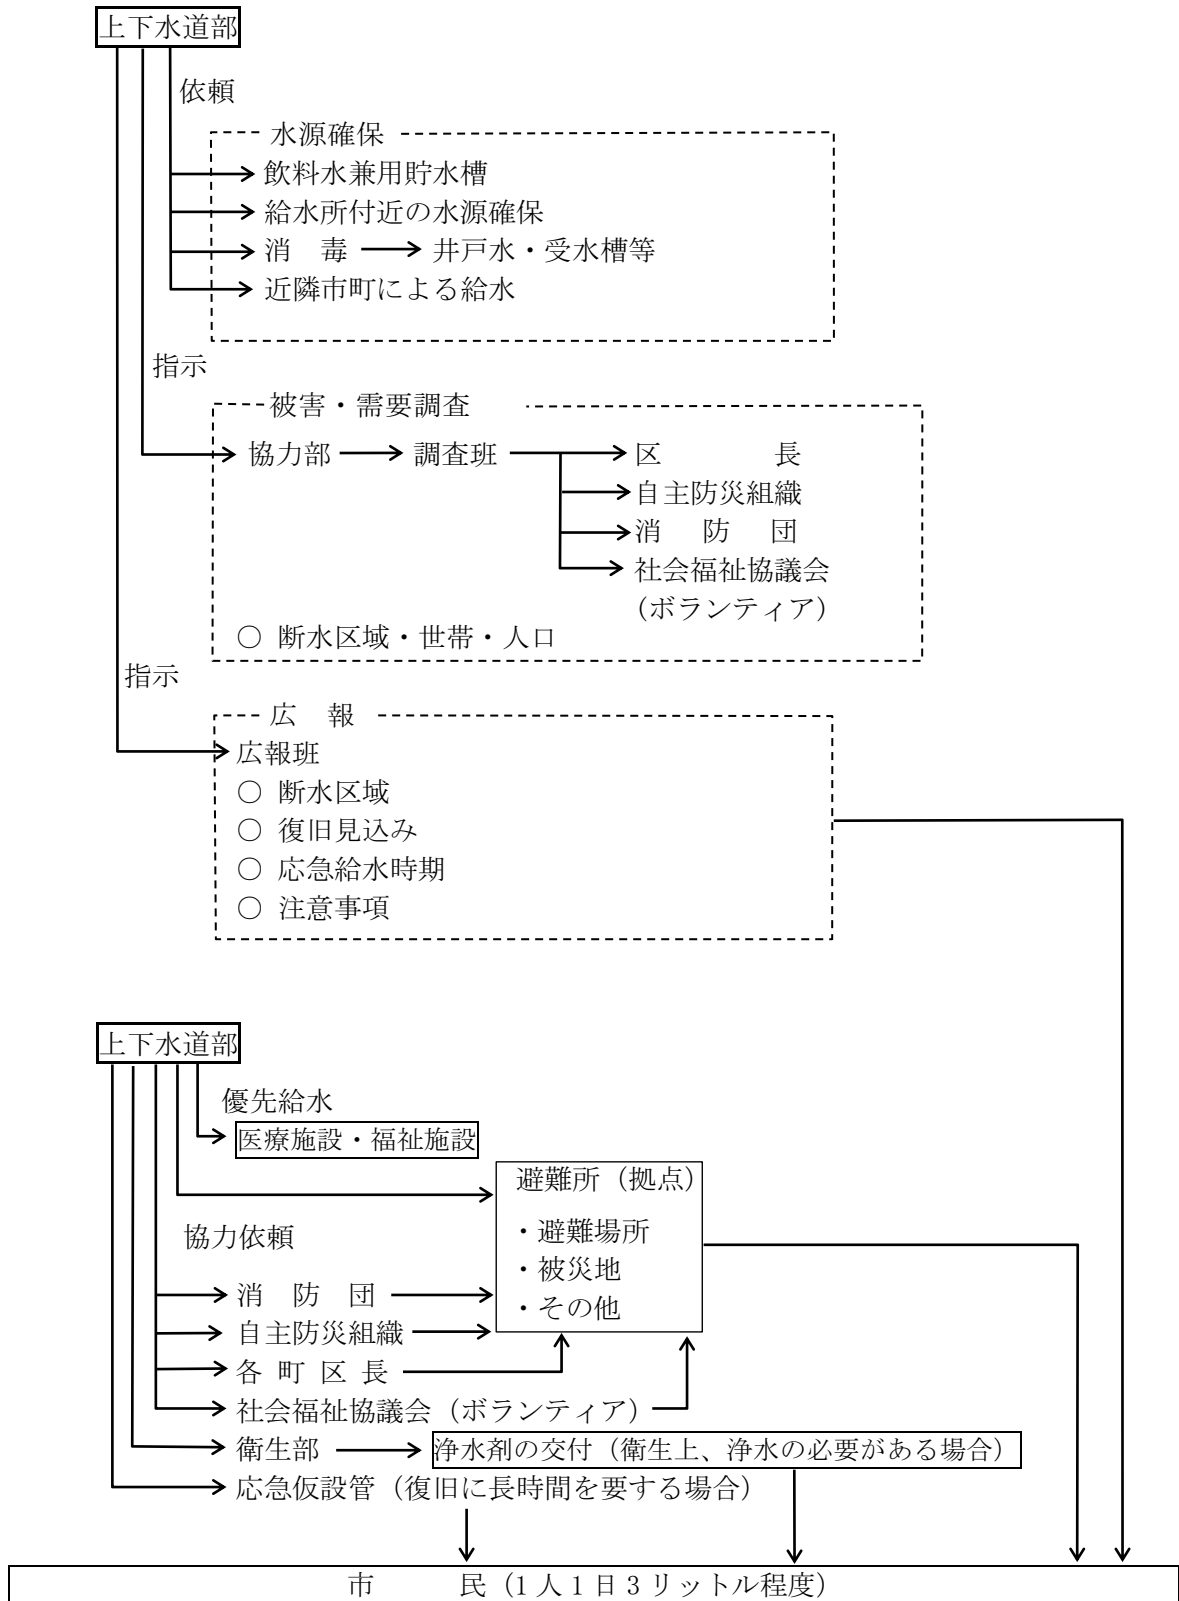 上下水道部
依頼
水源確保
飲料水兼用貯水槽
給水所付近の水源確保
消 毒 井戸水・受水槽等
近隣市町による給水
指示
被害・需要調査
協力部 調査班 区 長
自主防災組織
消 防 団
社会福祉協議会
（ボランティア）
○ 断水区域・世帯・人口
指示
広 報
広報班
○ 断水区域
○ 復旧見込み
○ 応急給水時期
○ 注意事項
上下水道部
優先給水
医療施設・福祉施設
避難所（拠点）
・避難場所
・被災地
・その他
協力依頼
消 防 団
自主防災組織
各 町 区 長
社会福祉協議会（ボランティア）
衛生部 浄水剤の交付（衛生上、浄水の必要がある場合）
応急仮設管（復旧に長時間を要する場合）
市 民（1人1日3リットル程度）